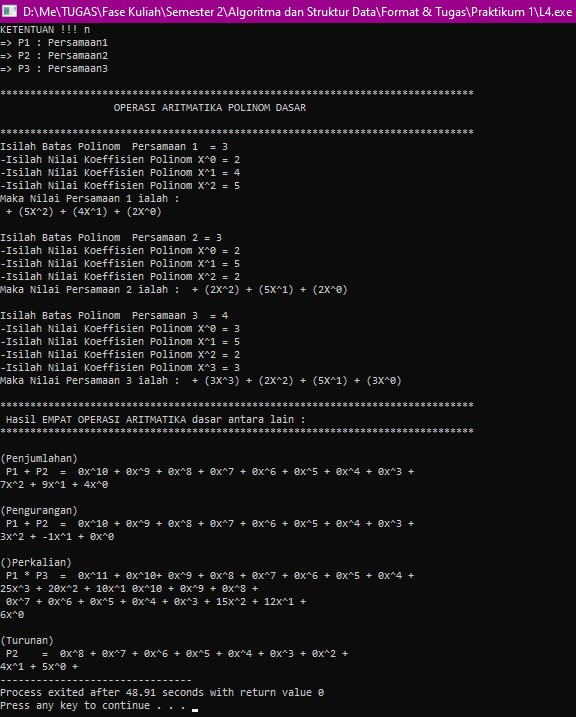 D:\Me\TUGAS\Fase Kuliah\Semester 2\Algoritma dan Struktur Data\Format & Tugas\Praktikum 1\L4.exe
KETENTUAN !!! n
=> P1 : Persamaan1
=> P2 : Persamaan2
=> P3 : Persamaan3
*******************************************************************************
OPERASI ARITMATIKA POLINOM DASAR
*******************************************************************************
Isilah Batas Polinom  Persamaan 1  = 3
-Isilah Nilai Koeffisien Polinom X^0 = 2
-Isilah Nilai Koeffisien Polinom X^1 = 4
-Isilah Nilai Koeffisien Polinom X^2 = 5
Maka Nilai Persamaan 1 ialah :
+ (5X^2) + (4X^1) + (2X^0)
Isilah Batas Polinom  Persamaan 2 = 3
-Isilah Nilai Koeffisien Polinom X^0 = 2
-Isilah Nilai Koeffisien Polinom X^1 = 5
-Isilah Nilai Koeffisien Polinom X^2 = 2
Maka Nilai Persamaan 2 ialah :  + (2X^2) + (5X^1) + (2X^0)
Isilah Batas Polinom  Persamaan 3  = 4
-Isilah Nilai Koeffisien Polinom X^0 = 3
-Isilah Nilai Koeffisien Polinom X^1 = 5
-Isilah Nilai Koeffisien Polinom X^2 = 2
-Isilah Nilai Koeffisien Polinom X^3 = 3
Maka Nilai Persamaan 3 ialah :  + (3X^3) + (2X^2) + (5X^1) + (3X^0)
*******************************************************************************
Hasil EMPAT OPERASI ARITMATIKA dasar antara lain :
*******************************************************************************
(Penjumlahan)
P1 + P2  =  0x^10 + 0x^9 + 0x^8 + 0x^7 + 0x^6 + 0x^5 + 0x^4 + 0x^3 +
7x^2 + 9x^1 + 4x^0
(Pengurangan)
P1 + P2  =  0x^10 + 0x^9 + 0x^8 + 0x^7 + 0x^6 + 0x^5 + 0x^4 + 0x^3 +
3x^2 + -1x^1 + 0x^0
()Perkalian)
P1 * P3  =  0x^11 + 0x^10+ 0x^9 + 0x^8 + 0x^7 + 0x^6 + 0x^5 + 0x^4 +
25x^3 + 20x^2 + 10x^1 0x^10 + 0x^9 + 0x^8 +
0x^7 + 0x^6 + 0x^5 + 0x^4 + 0x^3 + 15x^2 + 12x^1 +
6x^0
(Turunan)
P2    =  0x^8 + 0x^7 + 0x^6 + 0x^5 + 0x^4 + 0x^3 + 0x^2 +
4x^1 + 5x^0 +
--------------------------------
Process exited after 48.91 seconds with return value 0
Press any key to continue . . .